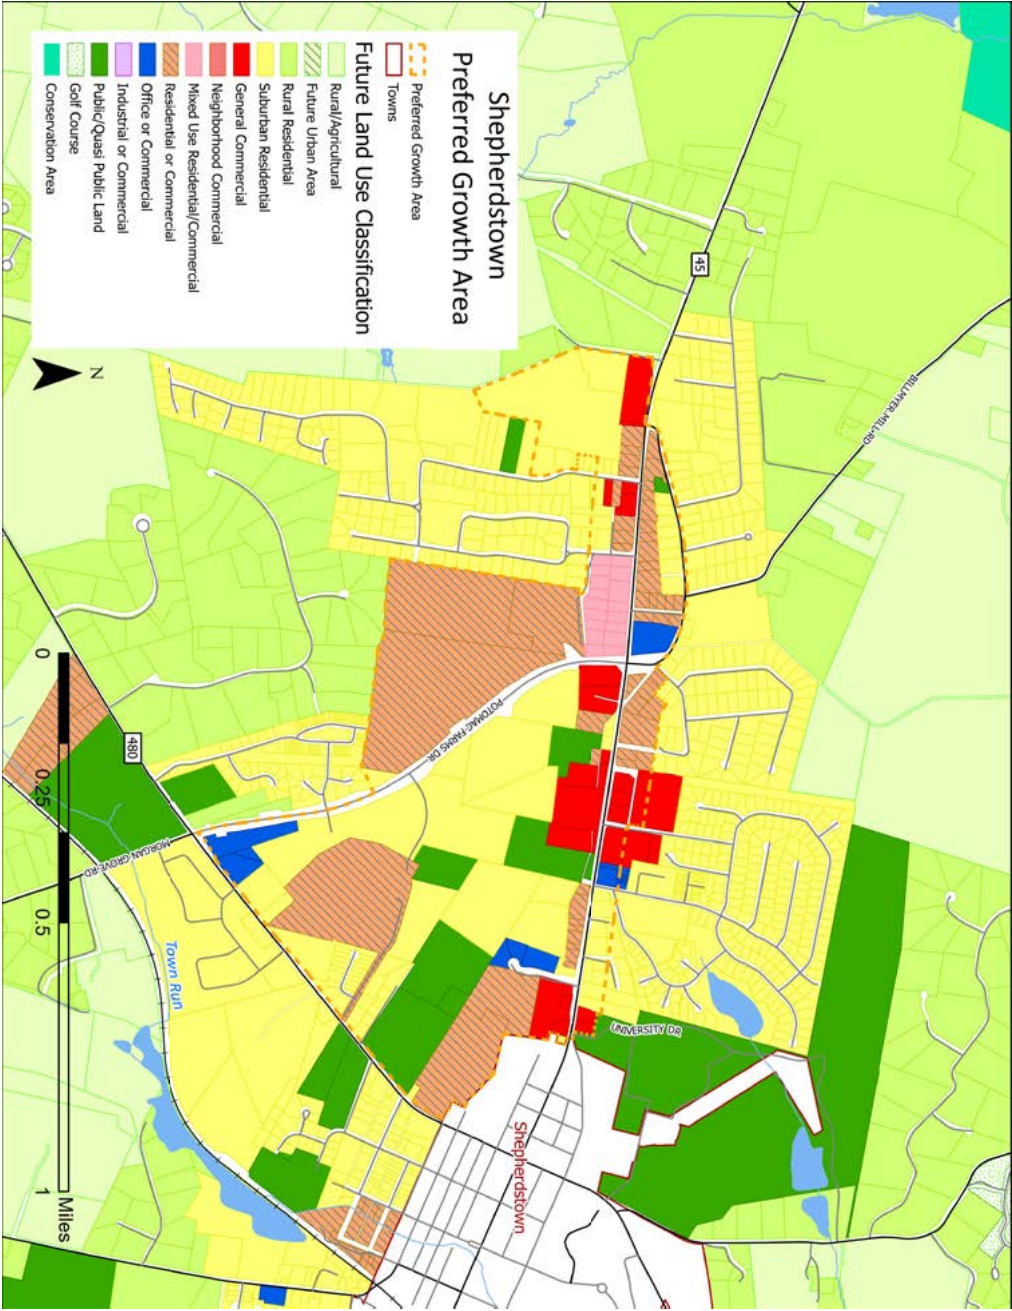 Shepherdstown
Preferred Growth Area
Preferred Growth Area
Towns
Future Land Use Classification
Rural/Agricultural
Future Urban Area
Rural Residential
Suburban Residential
General Commercial
Neighborhood Commercial
Mixed Use Residential/Commercial
Residential or Commercial
Office or Commercial
Industrial or Commercial
Public/Quasi Public Land
Golf Course
Conservation Area
N
45
BILLMYER MILL RD
POTOMAC FARMS DR
480
MORGAN GROVE RD
Town Run
UNIVERSITY DR
Shepherdstown
0
0.25
0.5
1
Miles